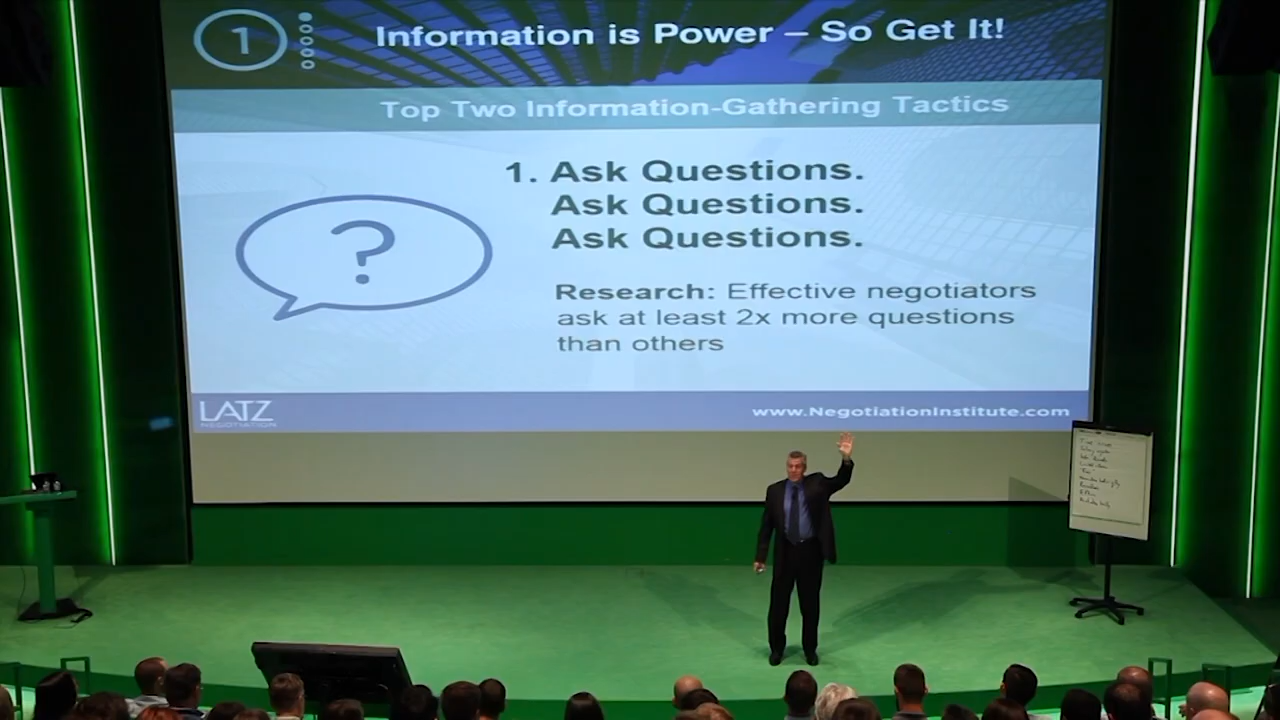 1
Information is Power – So Get It!
Top Two Information-Gathering Tactics
?
1. Ask Questions.
Ask Questions.
Ask Questions.
Research: Effective negotiators
ask at least 2x more questions
than others
LATZ
NEGOTIATION
www.NegotiationInstitute.com